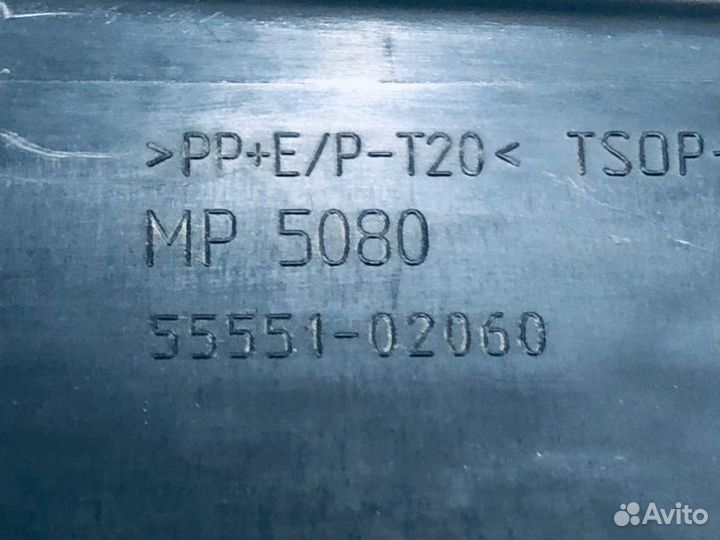 >PP+E/P-T20< TSOP-
MP 5080
55551-02060
Avito